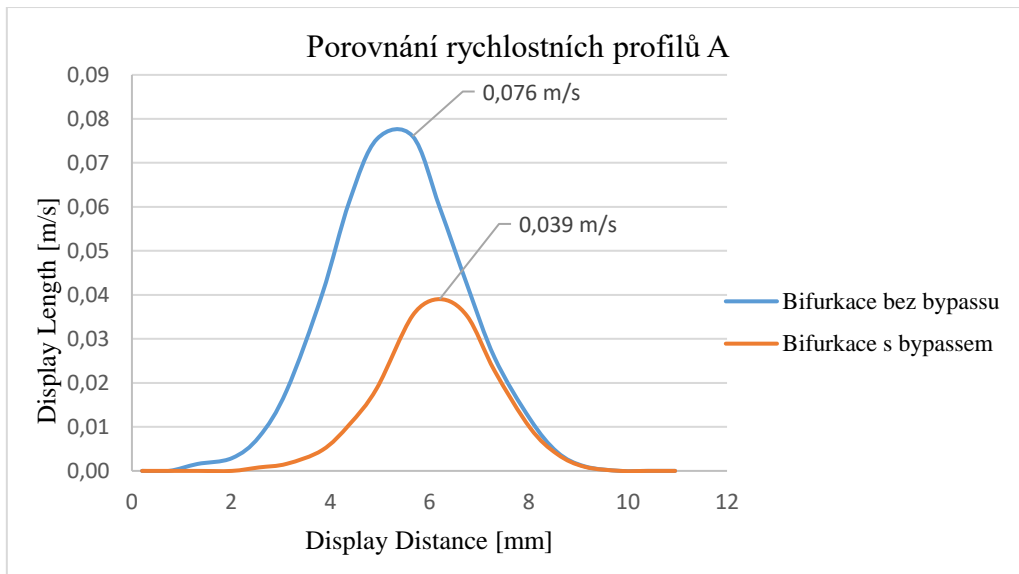 Porovnání rychlostních profilů A
0,09
0,08
0,07
0,06
0,05
0,04
0,03
0,02
0,01
0,00
Display Length [m/s]
0,076 m/s
0,039 m/s
Bifurkace bez bypassu
Bifurkace s bypassem
0 2 4 6 8 10 12
Display Distance [mm]